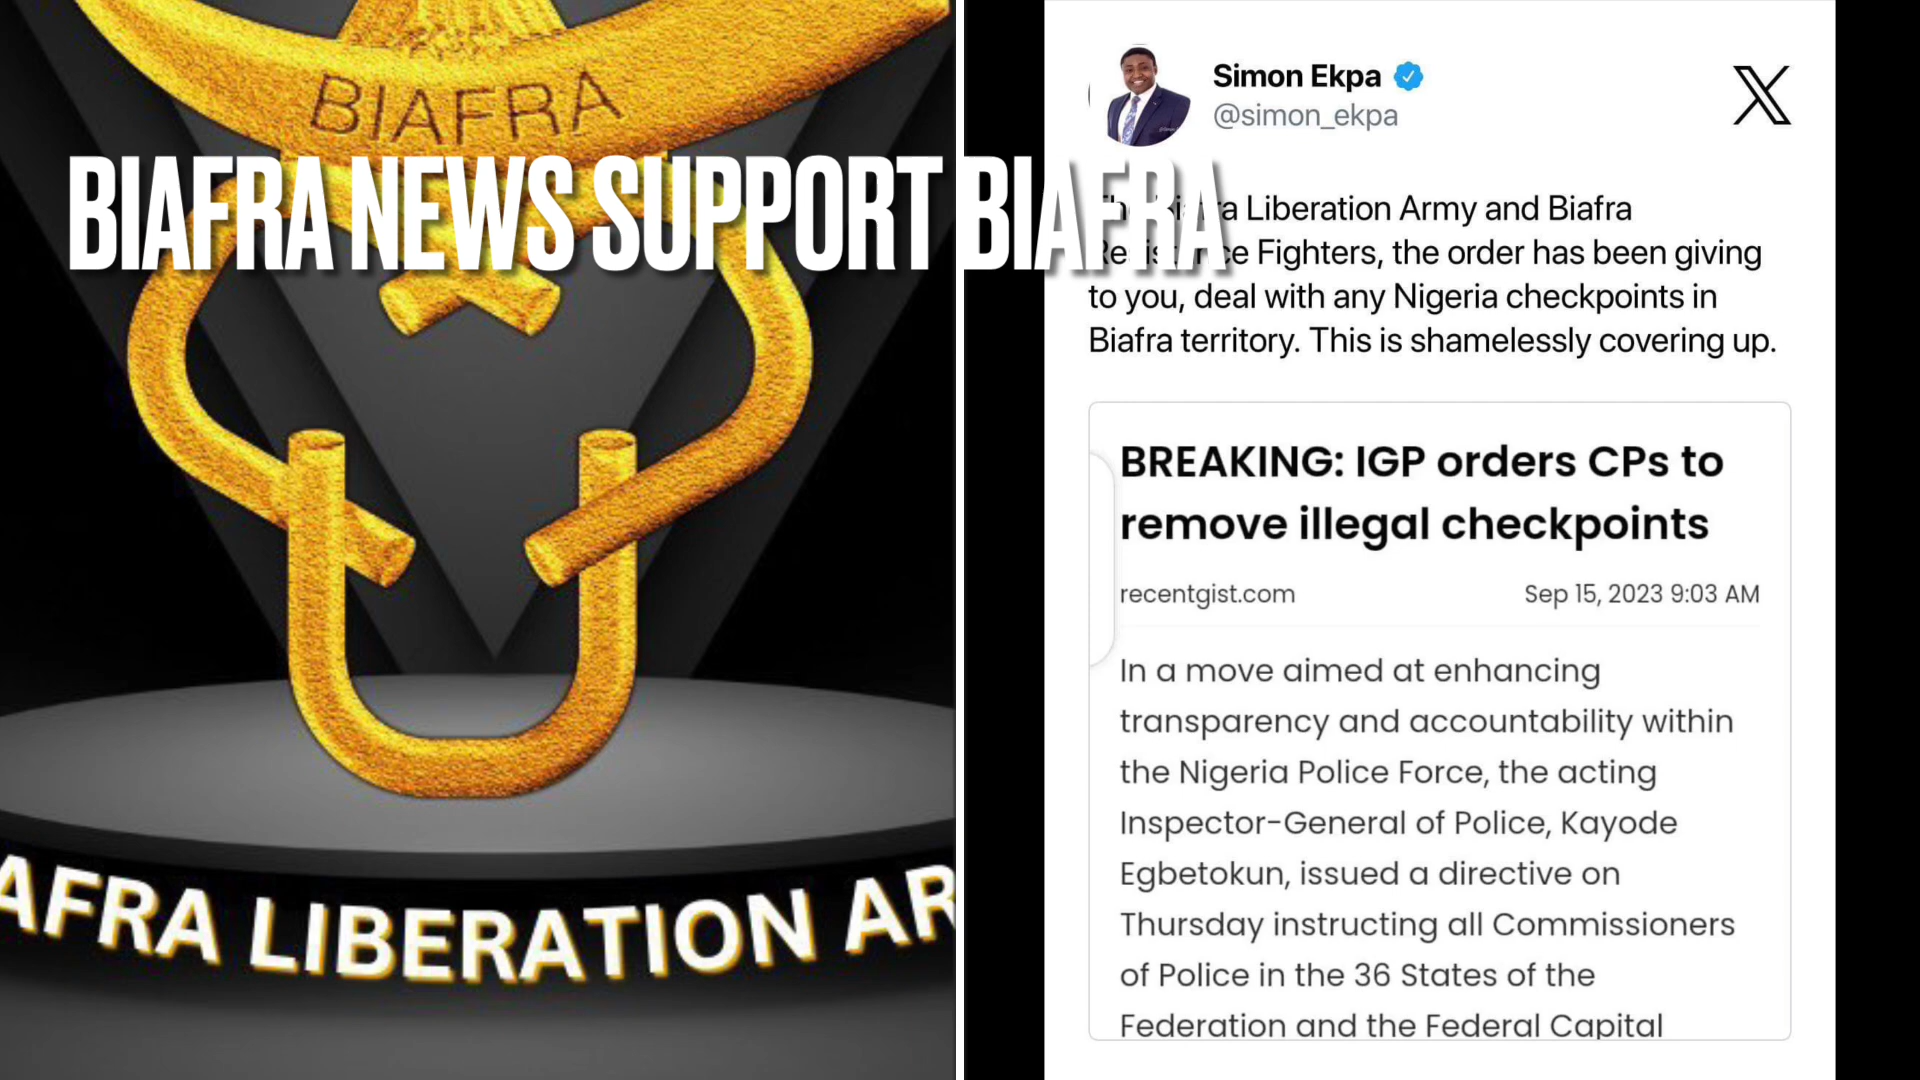 BIAFRA
BIAFRA NEWS SUPPORT BIAFRA
AFRA LIBERATION AR
Simon Ekpa
@simon_ekpa
Liberation Army and Biafra
Fighters, the order has been giving
to you, deal with any Nigeria checkpoints in
Biafra territory. This is shamelessly covering up.
BREAKING: IGP orders CPs to
remove illegal checkpoints
recentgist.com
Sep 15, 2023 9:03 AM
In a move aimed at enhancing
transparency and accountability within
the Nigeria Police Force, the acting
Inspector-General of Police, Kayode
Egbetokun, issued a directive on
Thursday instructing all Commissioners
of Police in the 36 States of the
Federation and the Federal Capital